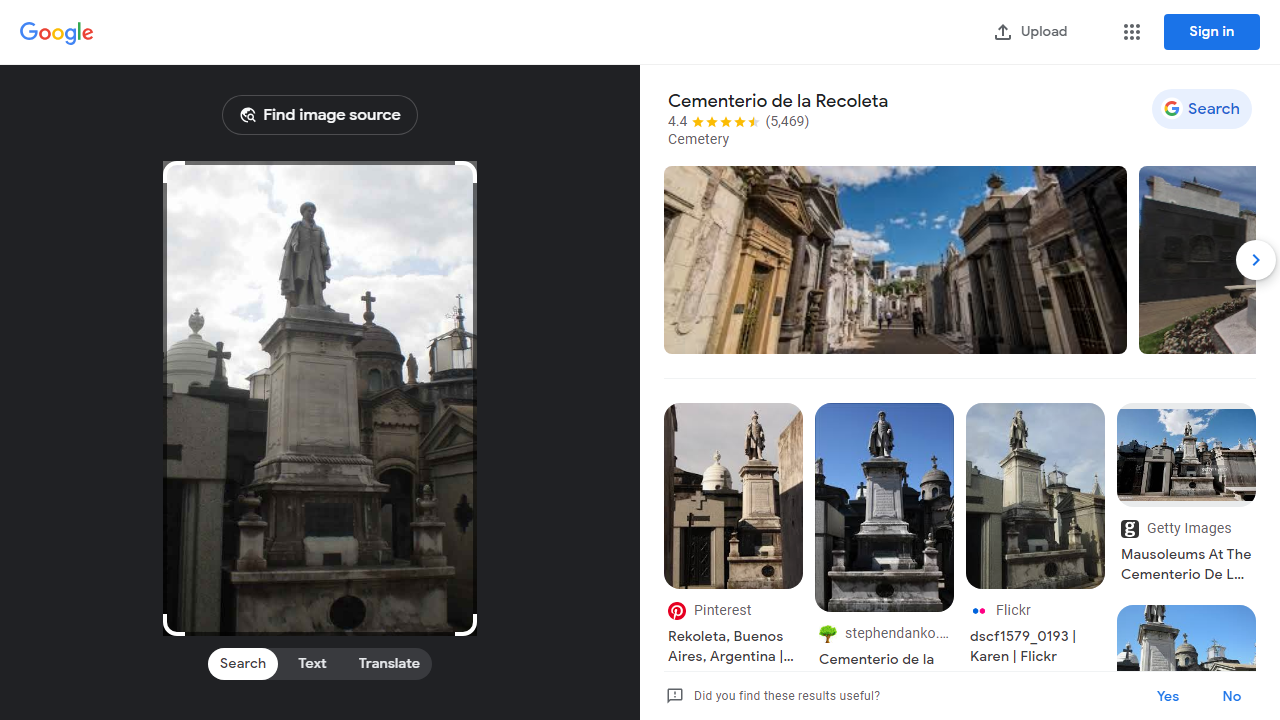 Google
Upload
Sign in
Find image source
Search
Text
Translate
Cementerio de la Recoleta
4.4 (5,469)
Cemetery
Search
Pinterest
Rekoleta, Buenos
Aires, Argentina |...
stephendanko....
Cementerio de la
Flickr
dscf1579_0193 |
Karen | Flickr
Getty Images
Mausoleums At The
Cementerio De L...
Did you find these results useful?
Yes
No